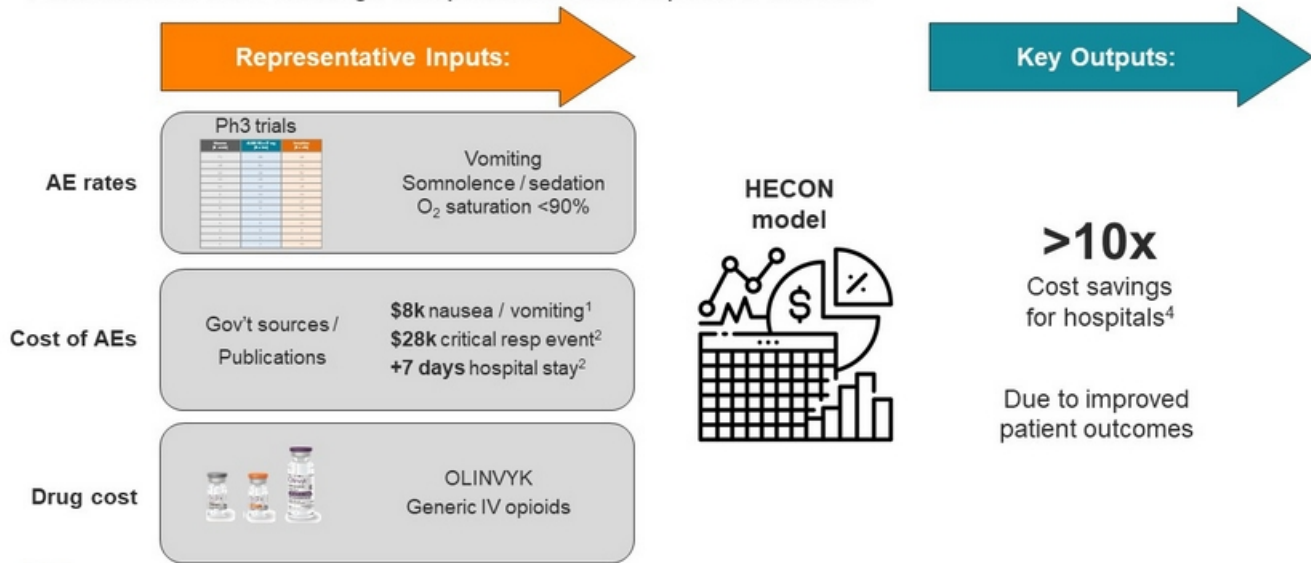 Representative Inputs:
Key Outputs:
AE rates
Ph3 trials
Vomiting
Somnolence / sedation
O₂ saturation <90%
Cost of AEs
Gov't sources /
Publications
$8k nausea / vomiting¹
$28k critical resp event²
+7 days hospital stay²
Drug cost
OLINVYK
Generic IV opioids
HECON
model
$
%
>10x
Cost savings
for hospitals⁴
Due to improved
patient outcomes